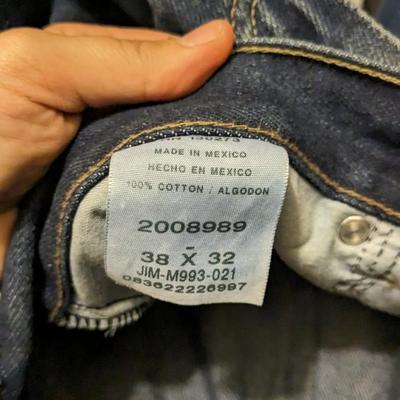 MADE IN MEXICO
HECHO EN MEXICO
100% COTTON / ALGODON
2008989
-
38 X 32
JIM-M993-021
083622226997